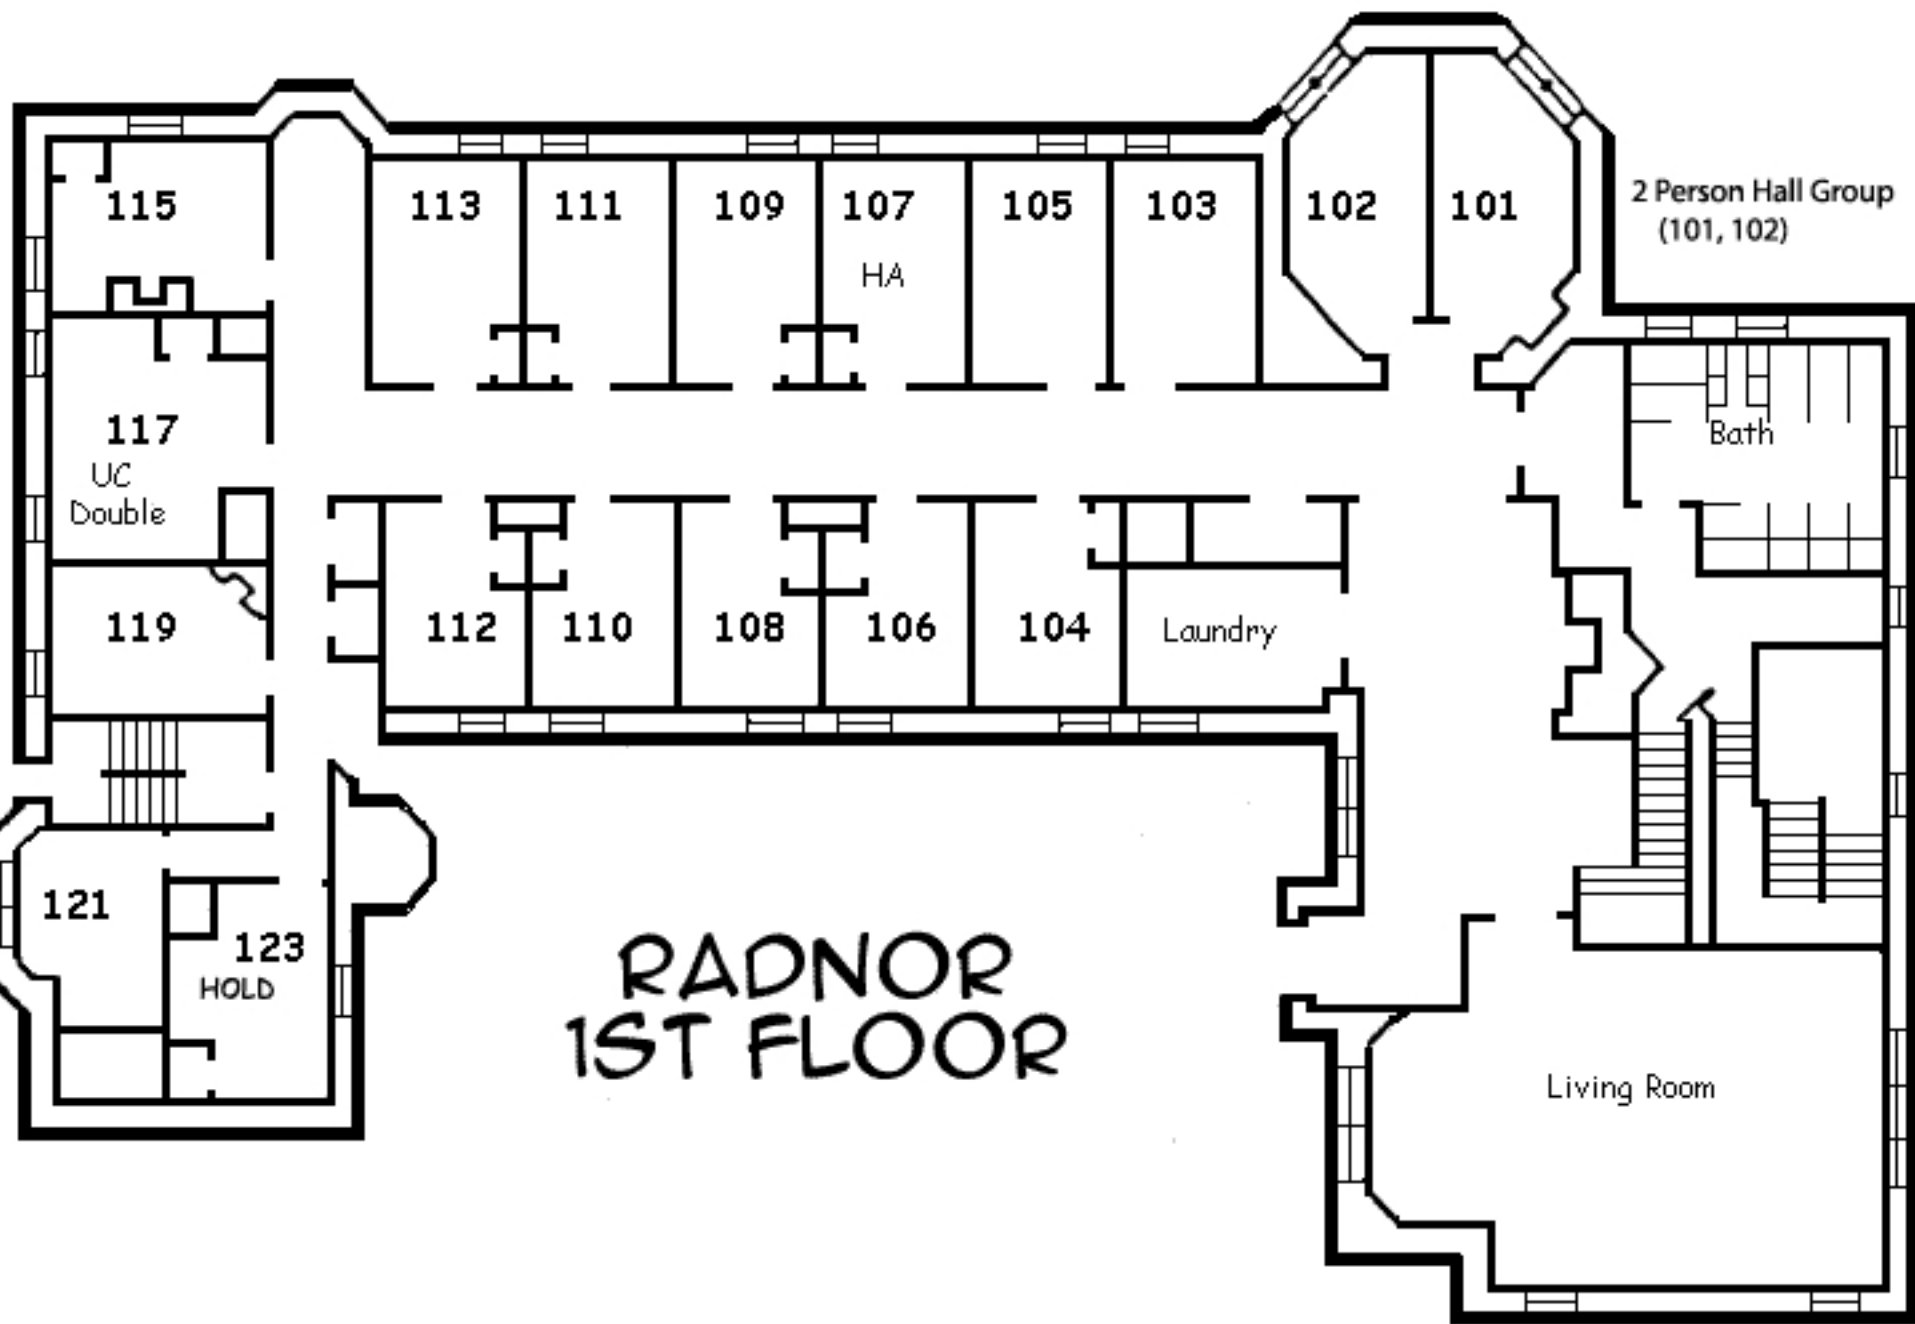 115
113
111
109
107
105
103
102
101
2 Person Hall Group
(101, 102)
HA
117
UC
Double
Bath
119
112
110
108
106
104
Laundry
121
123
HOLD
RADNOR
1ST FLOOR
Living Room